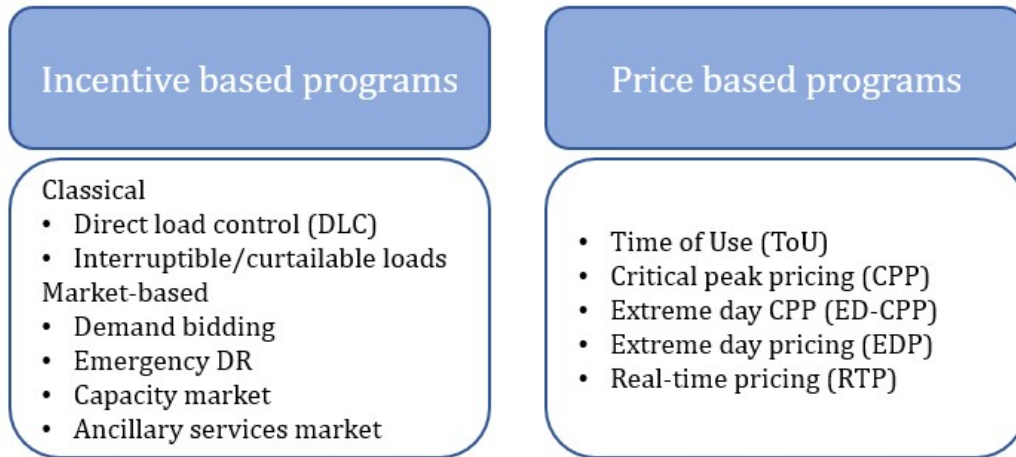 Incentive based programs
Classical
• Direct load control (DLC)
• Interruptible/curtailable loads
Market-based
• Demand bidding
• Emergency DR
• Capacity market
• Ancillary services market
Price based programs
• Time of Use (ToU)
• Critical peak pricing (CPP)
• Extreme day CPP (ED-CPP)
• Extreme day pricing (EDP)
• Real-time pricing (RTP)